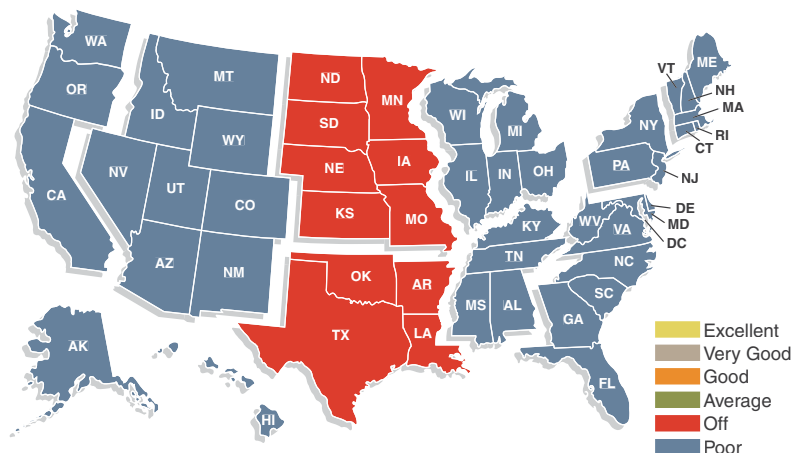 WA
OR
CA
NV
ID
MT
WY
UT
CO
AZ
NM
AK
HI
ND
SD
NE
KS
MN
IA
MO
OK
TX
AR
LA
WI
IL
IN
MI
OH
KY
TN
MS
AL
GA
FL
SC
NC
VA
WV
PA
NY
VT
ME
NH
MA
RI
CT
NJ
DE
MD
DC
Excellent
Very Good
Good
Average
Off
Poor